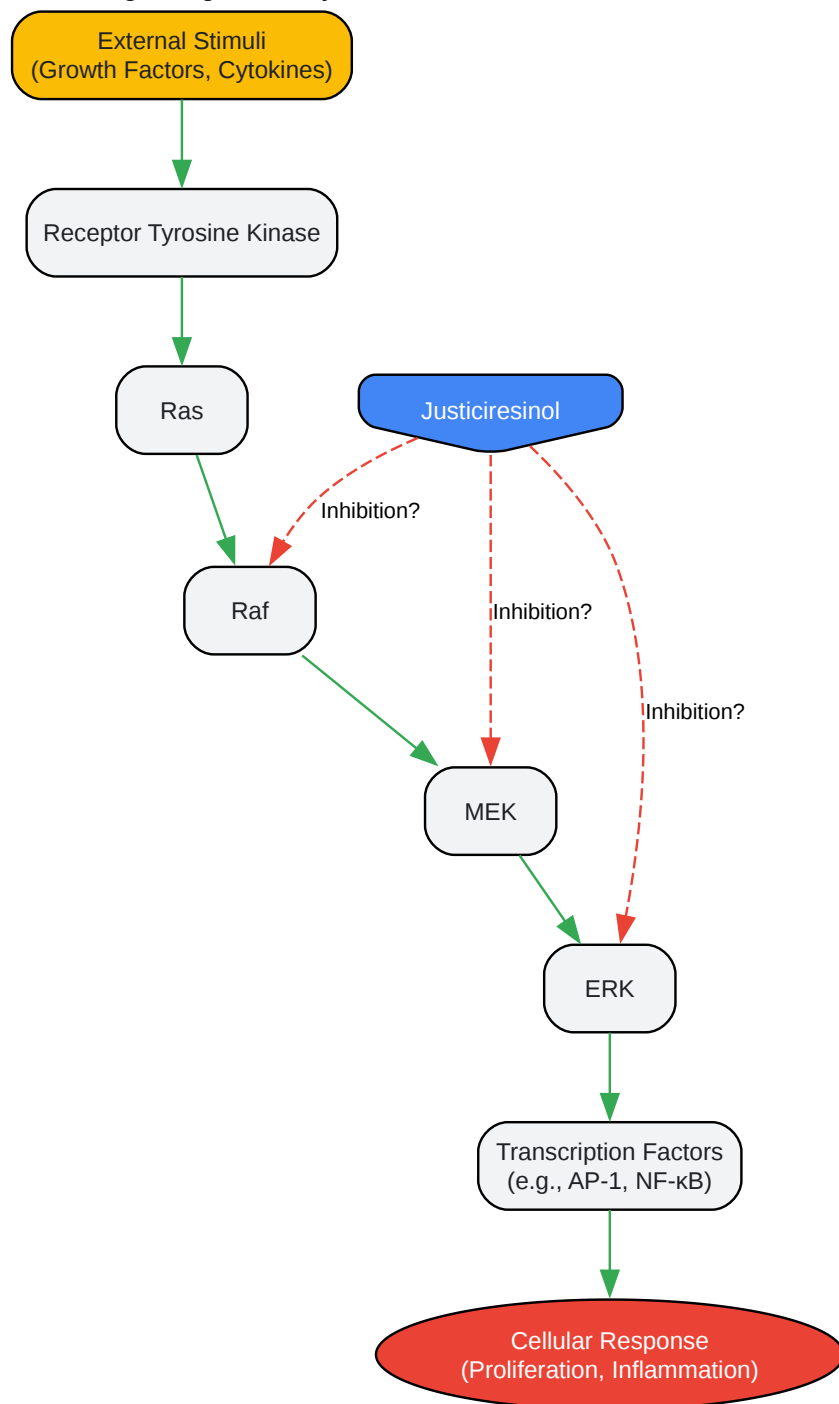 External Stimuli
(Growth Factors, Cytokines)
Receptor Tyrosine Kinase
Ras
Justiciresinol
Inhibition?
Raf
Inhibition?
Inhibition?
MEK
ERK
Transcription Factors
(e.g., AP-1, NF-κB)
Cellular Response
(Proliferation, Inflammation)